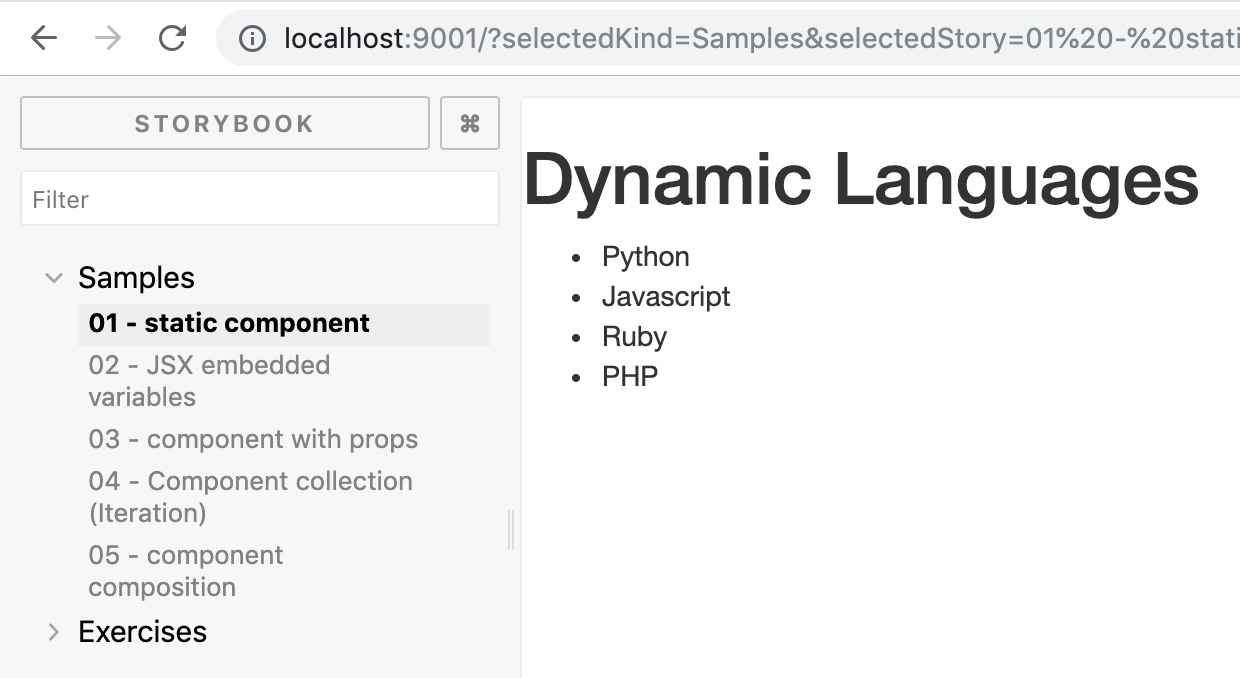 localhost:9001/?selectedKind=Samples&selectedStory=01%20-%20stati
STORYBOOK
⌘
Filter
Samples
01 - static component
02 - JSX embedded
variables
03 - component with props
04 - Component collection
(Iteration)
05 - component
composition
Exercises
Dynamic Languages
• Python
• Javascript
• Ruby
• PHP